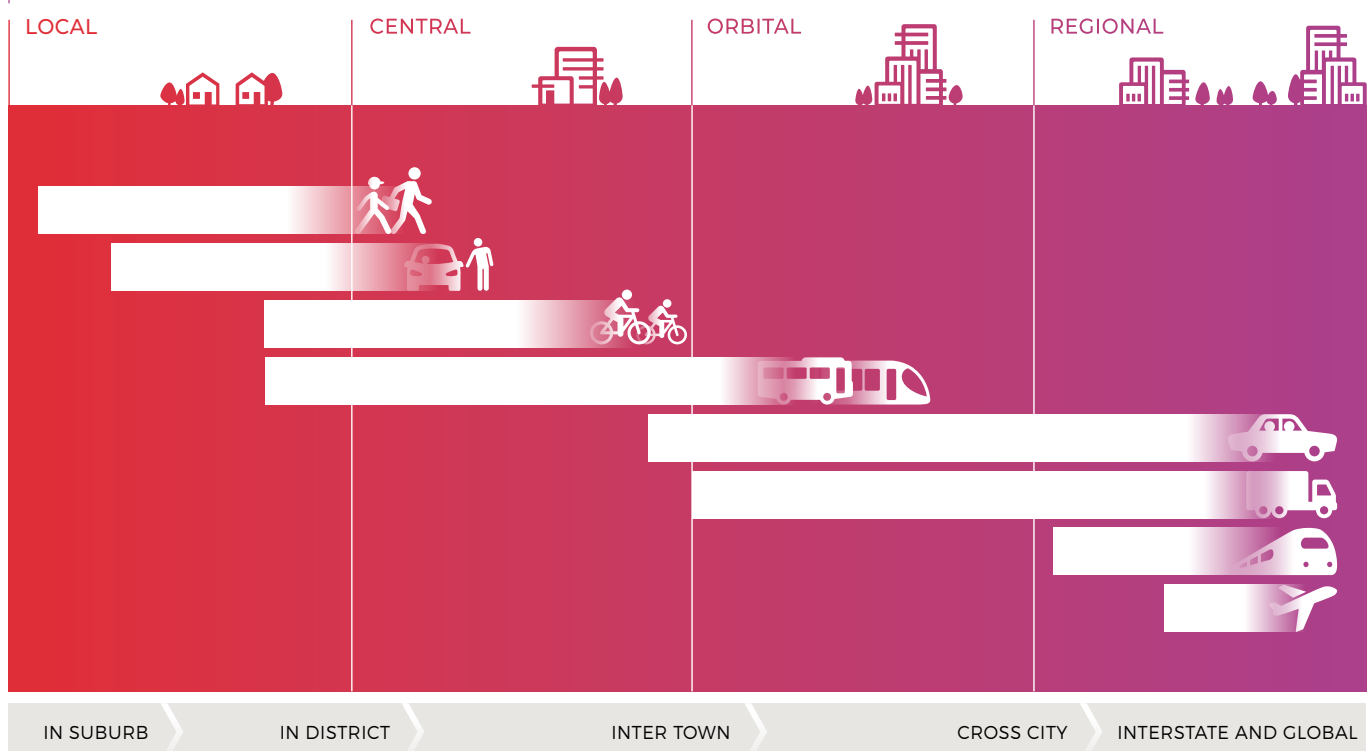 LOCAL
CENTRAL
ORBITAL
REGIONAL
IN SUBURB
IN DISTRICT
INTER TOWN
CROSS CITY
INTERSTATE AND GLOBAL